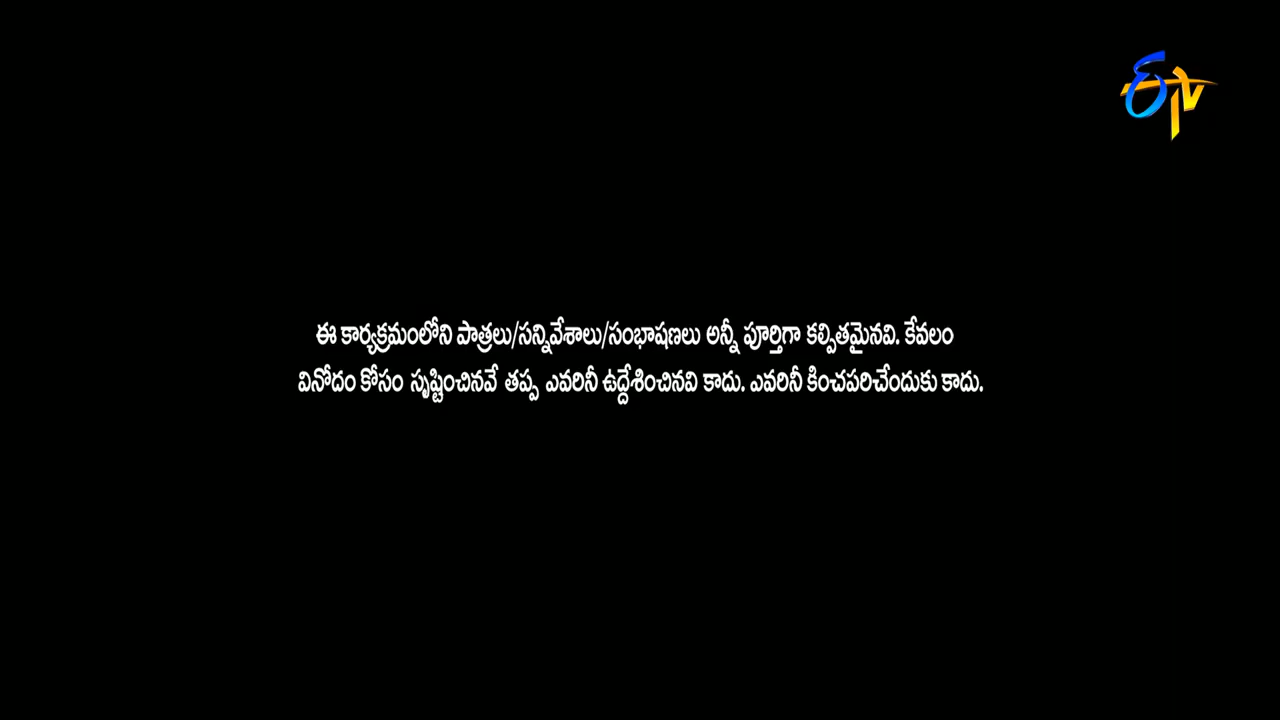 ఈ టీv
ఈ కార్యక్రమంలోని పాత్రలు/సన్నివేశాలు/సంభాషణలు అన్నీ పూర్తిగా కల్పితమైనవి. కేవలం
వినోదం కోసం సృష్టించినవే తప్ప ఎవరినీ ఉద్దేశించినవి కాదు. ఎవరినీ కించపరిచేందుకు కాదు.